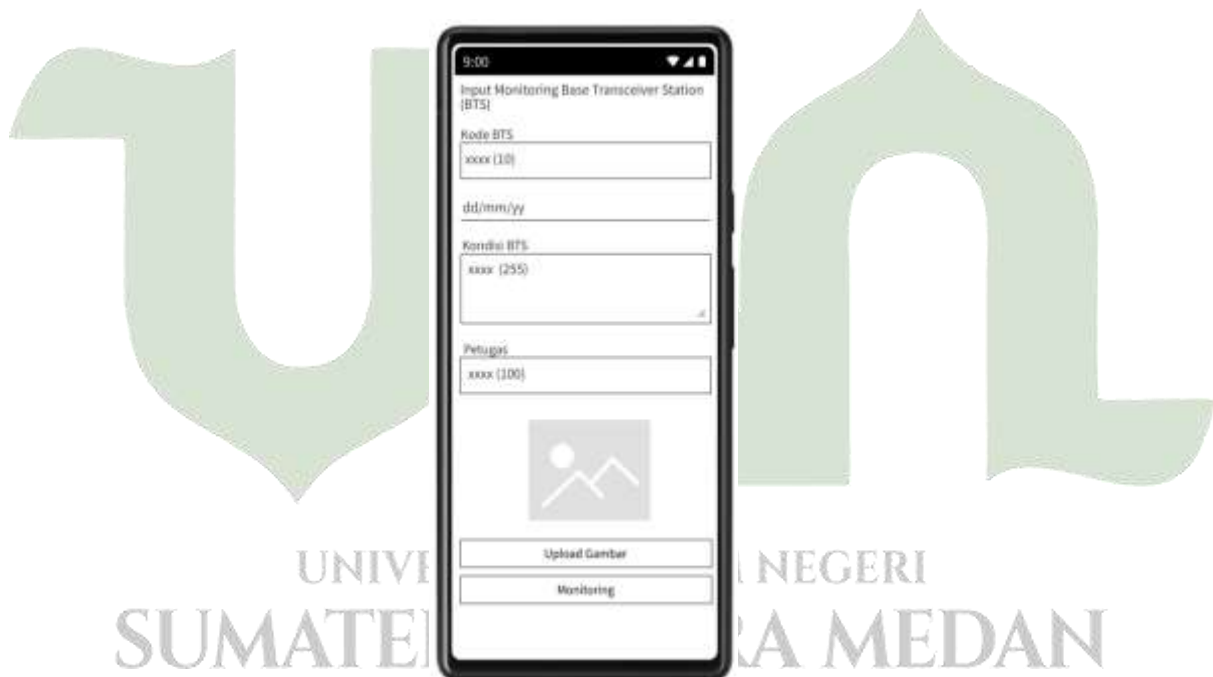 9:00
Input Monitoring Base Transceiver Station
(BTS)
Kode BTS
xxxx (10)
dd/mm/yy
Kondisi BTS
xxxx (255)
Petugas
xxxx (100)
Upload Gambar
Monitoring
UNIVE NEGERI
SUMATE RA MEDAN